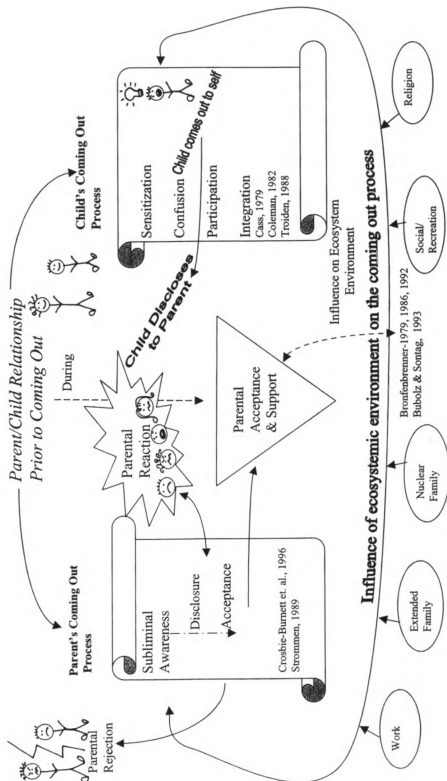 Parent/Child Relationship
Prior to Coming Out
During
Parent's Coming Out
Process
Child's Coming Out
Process
Parental
Rejection
Subliminal
Awareness
Disclosure
Acceptance
Crosbie-Burnett et. al., 1996
Strommen, 1989
Parental
Reaction
Child Discloses
to Parent
Sensitization
Confusion
Child comes out to self
Participation
Integration
Cass, 1979
Coleman, 1982
Troiden, 1988
Parental
Acceptance
& Support
Influence on Ecosystem
Environment
Bronfenbrenner-1979, 1986, 1992
Bubolz & Sontag, 1993
Influence of ecosystemic environment on the coming out process
Work
Extended
Family
Nuclear
Family
Social/
Recreation
Religion